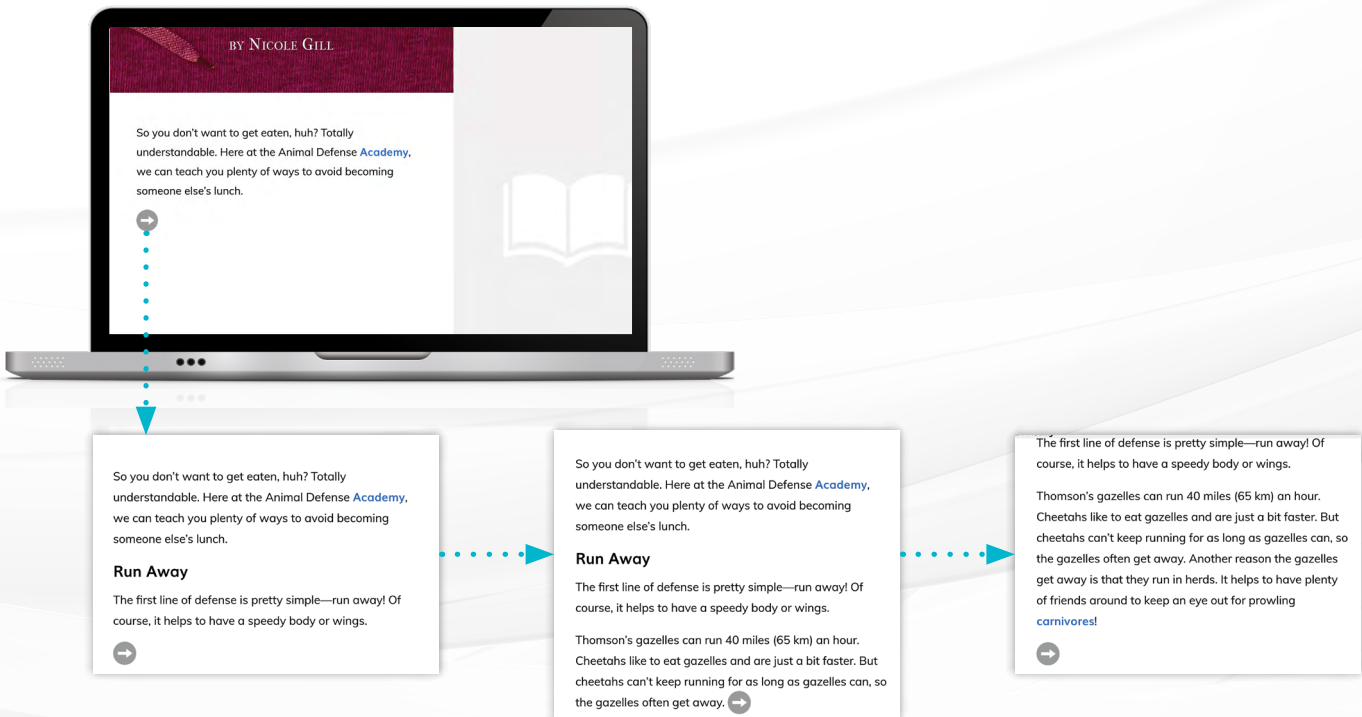 BY NICOLE GILL
So you don't want to get eaten, huh? Totally
understandable. Here at the Animal Defense Academy,
we can teach you plenty of ways to avoid becoming
someone else's lunch.
So you don't want to get eaten, huh? Totally
understandable. Here at the Animal Defense Academy,
we can teach you plenty of ways to avoid becoming
someone else's lunch.
Run Away
The first line of defense is pretty simple—run away! Of
course, it helps to have a speedy body or wings.
So you don't want to get eaten, huh? Totally
understandable. Here at the Animal Defense Academy,
we can teach you plenty of ways to avoid becoming
someone else's lunch.
Run Away
The first line of defense is pretty simple—run away! Of
course, it helps to have a speedy body or wings.
Thomson's gazelles can run 40 miles (65 km) an hour.
Cheetahs like to eat gazelles and are just a bit faster. But
cheetahs can't keep running for as long as gazelles can, so
the gazelles often get away.
The first line of defense is pretty simple—run away! Of
course, it helps to have a speedy body or wings.
Thomson's gazelles can run 40 miles (65 km) an hour.
Cheetahs like to eat gazelles and are just a bit faster. But
cheetahs can't keep running for as long as gazelles can, so
the gazelles often get away. Another reason the gazelles
get away is that they run in herds. It helps to have plenty
of friends around to keep an eye out for prowling
carnivores!